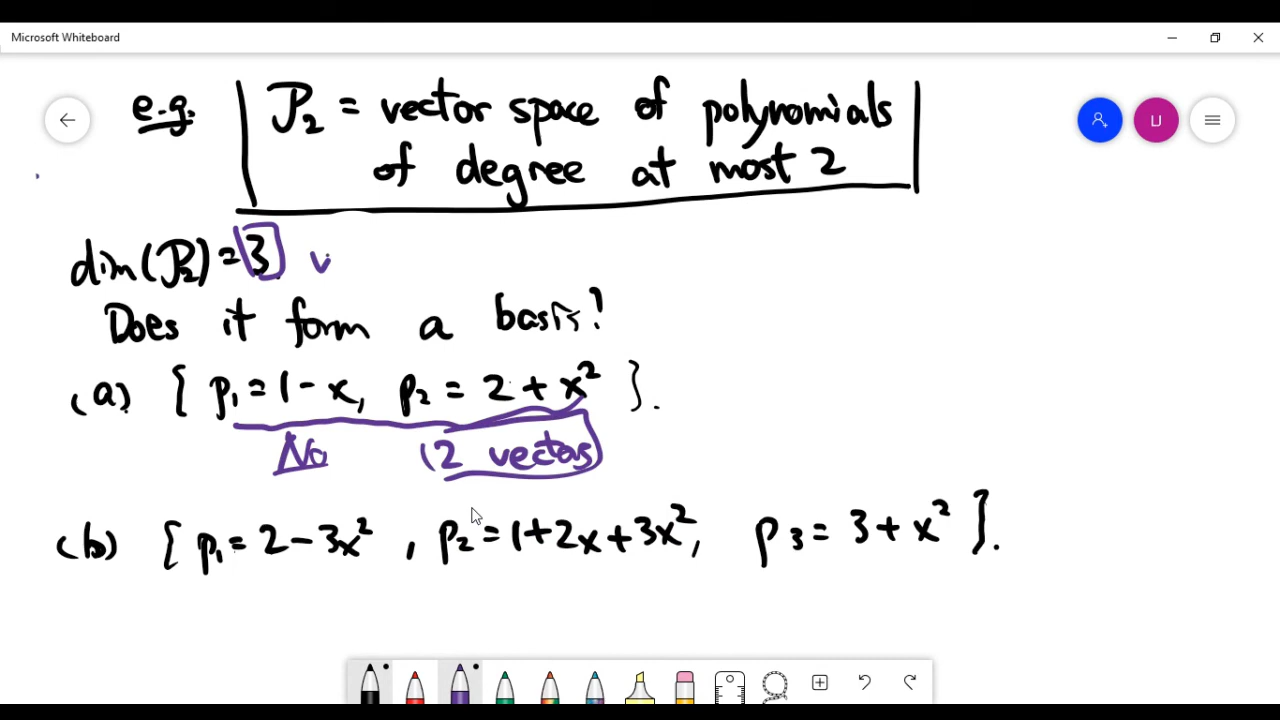 Microsoft Whiteboard
e.g. P₂ = vector space of polynomials
of degree at most 2
LJ
dim(P₂) = 3 v
Does it form a basis?
(a) { p₁ = 1 - x, p₂ = 2 + x² }.
No (2 vectors
(b) { p₁ = 2 - 3x², p₂ = 1 + 2x + 3x², p₃ = 3 + x² }.